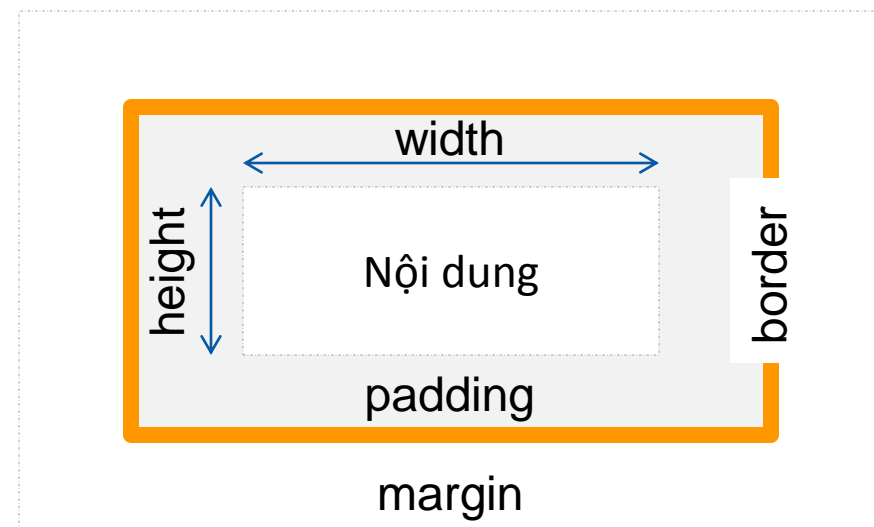 width
height
Nội dung
border
padding
margin